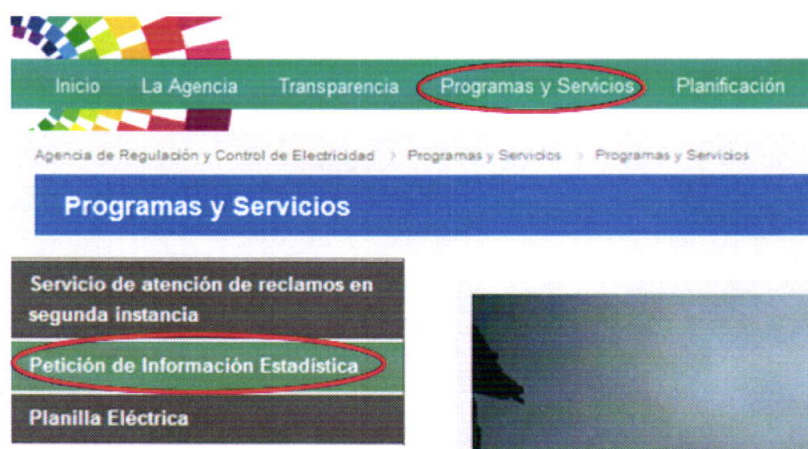 Inicio La Agencia Transparencia Programas y Servicios Planificación
Agencia de Regulación y Control de Electricidad > Programas y Servicios > Programas y Servicios
Programas y Servicios
Servicio de atención de reclamos en
segunda instancia
Petición de Información Estadística
Planilla Eléctrica